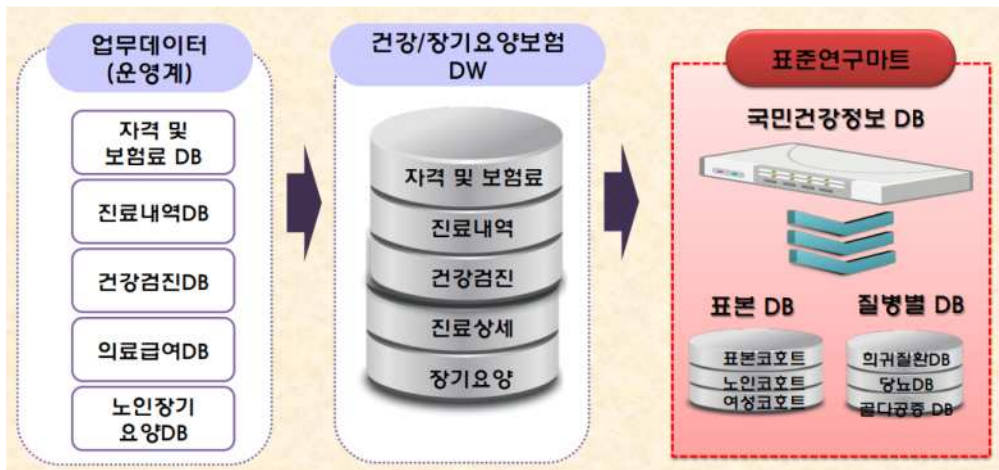 업무데이터
(운영계)
자격 및
보험료 DB
진료내역DB
건강검진DB
의료급여DB
노인장기
요양DB
건강/장기요양보험
DW
자격 및 보험료
진료내역
건강검진
진료상세
장기요양
표준연구마트
국민건강정보 DB
표본 DB
표본코호트
노인코호트
여성코호트
질병별 DB
희귀질환DB
당뇨DB
골다공증 DB